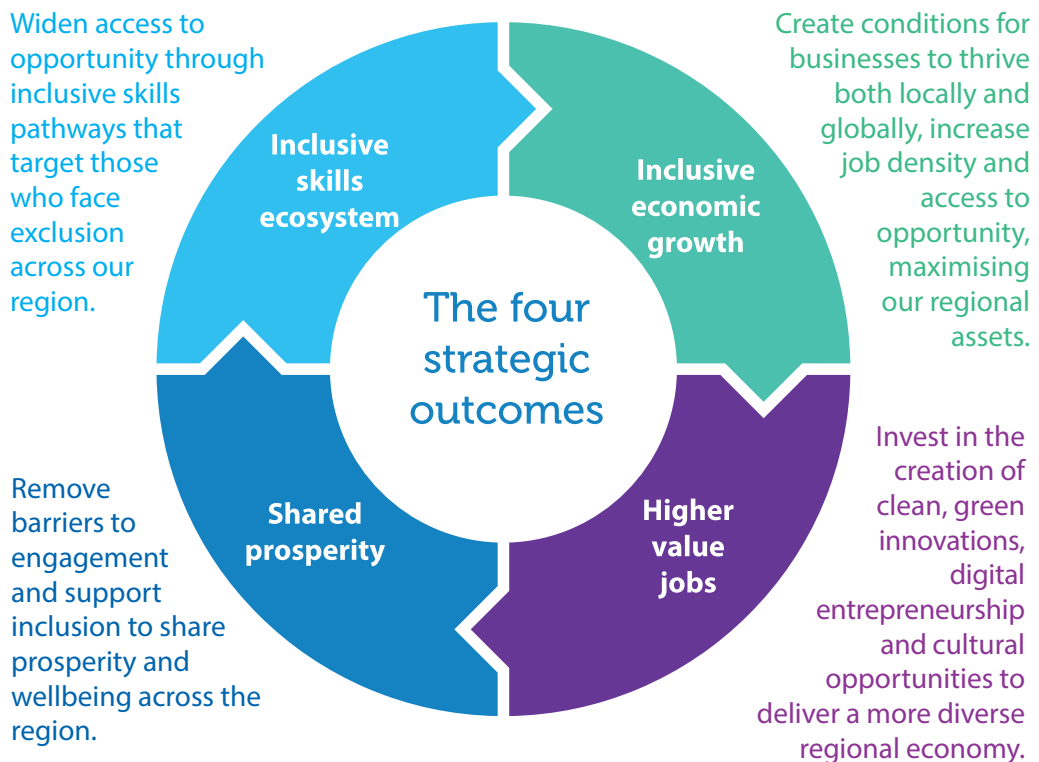 Widen access to
opportunity through
inclusive skills
pathways that
target those
who face
exclusion
across our
region.
Inclusive
skills
ecosystem
Create conditions for
businesses to thrive
both locally and
globally, increase
job density and
access to
opportunity,
maximising
our regional
assets.
Inclusive
economic
growth
The four
strategic
outcomes
Remove
barriers to
engagement
and support
inclusion to share
prosperity and
wellbeing across the
region.
Shared
prosperity
Higher
value
jobs
Invest in the
creation of
clean, green
innovations,
digital
entrepreneurship
and cultural
opportunities to
deliver a more diverse
regional economy.